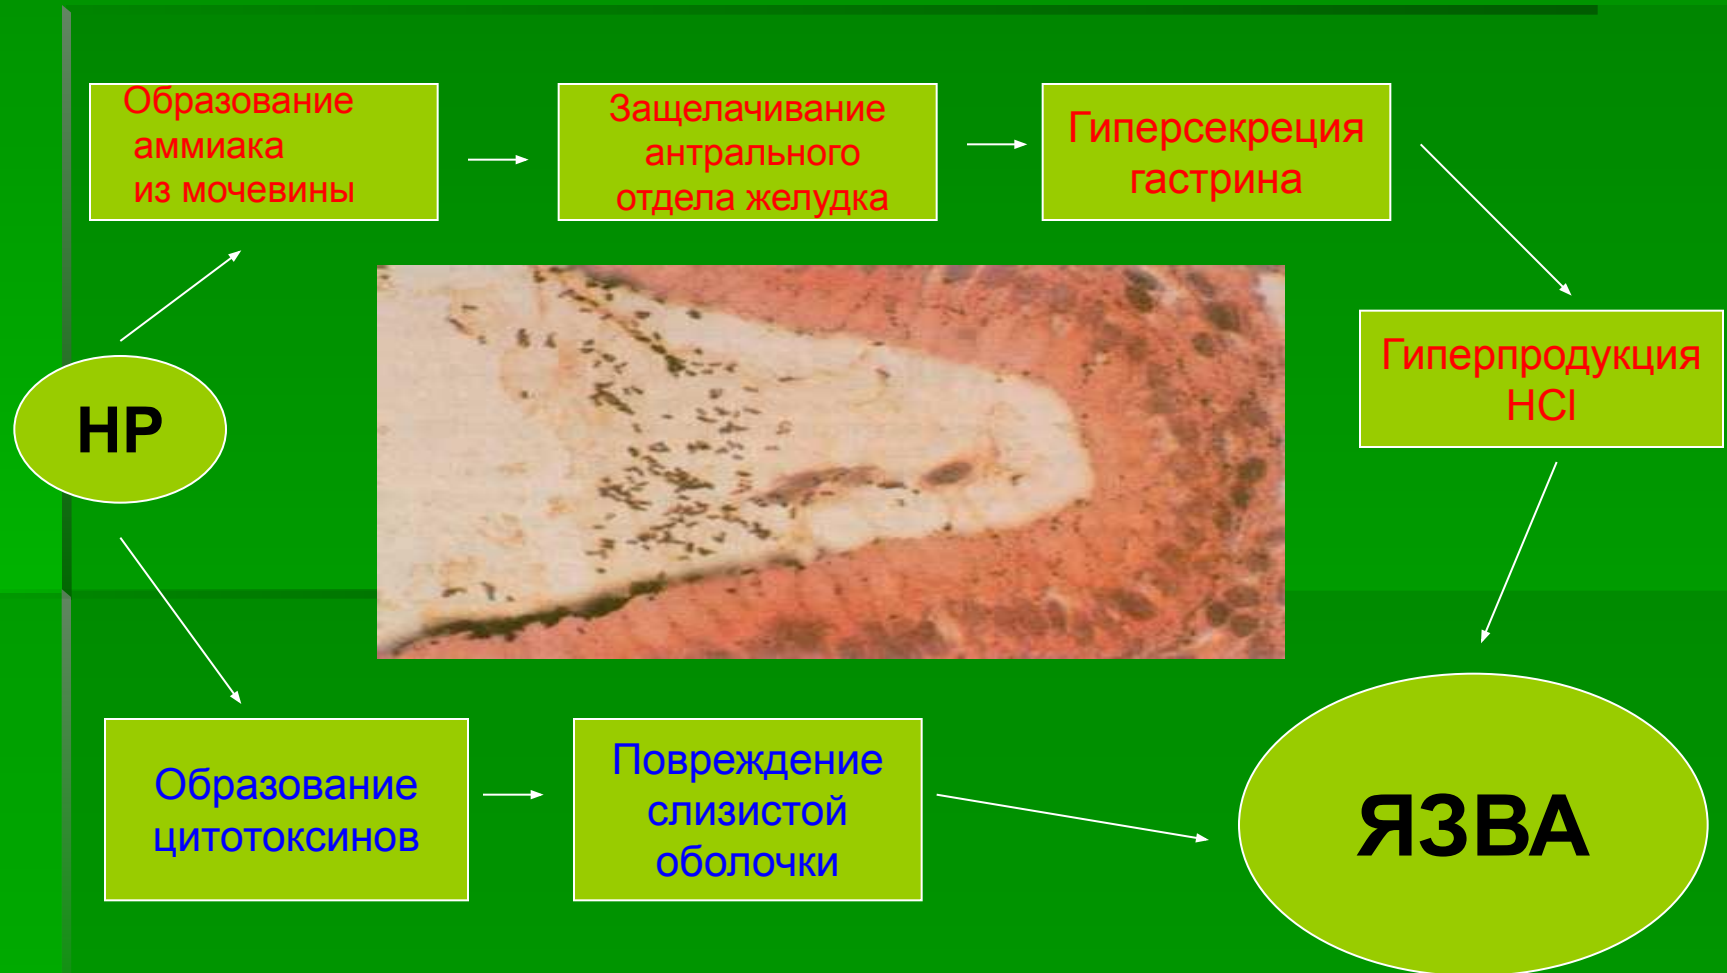 Образование
аммиака
из мочевины
Защелачивание
антрального
отдела желудка
Гиперсекреция
гастрина
Гиперпродукция
HCl
HP
Образование
цитотоксинов
Повреждение
слизистой
оболочки
ЯЗВА